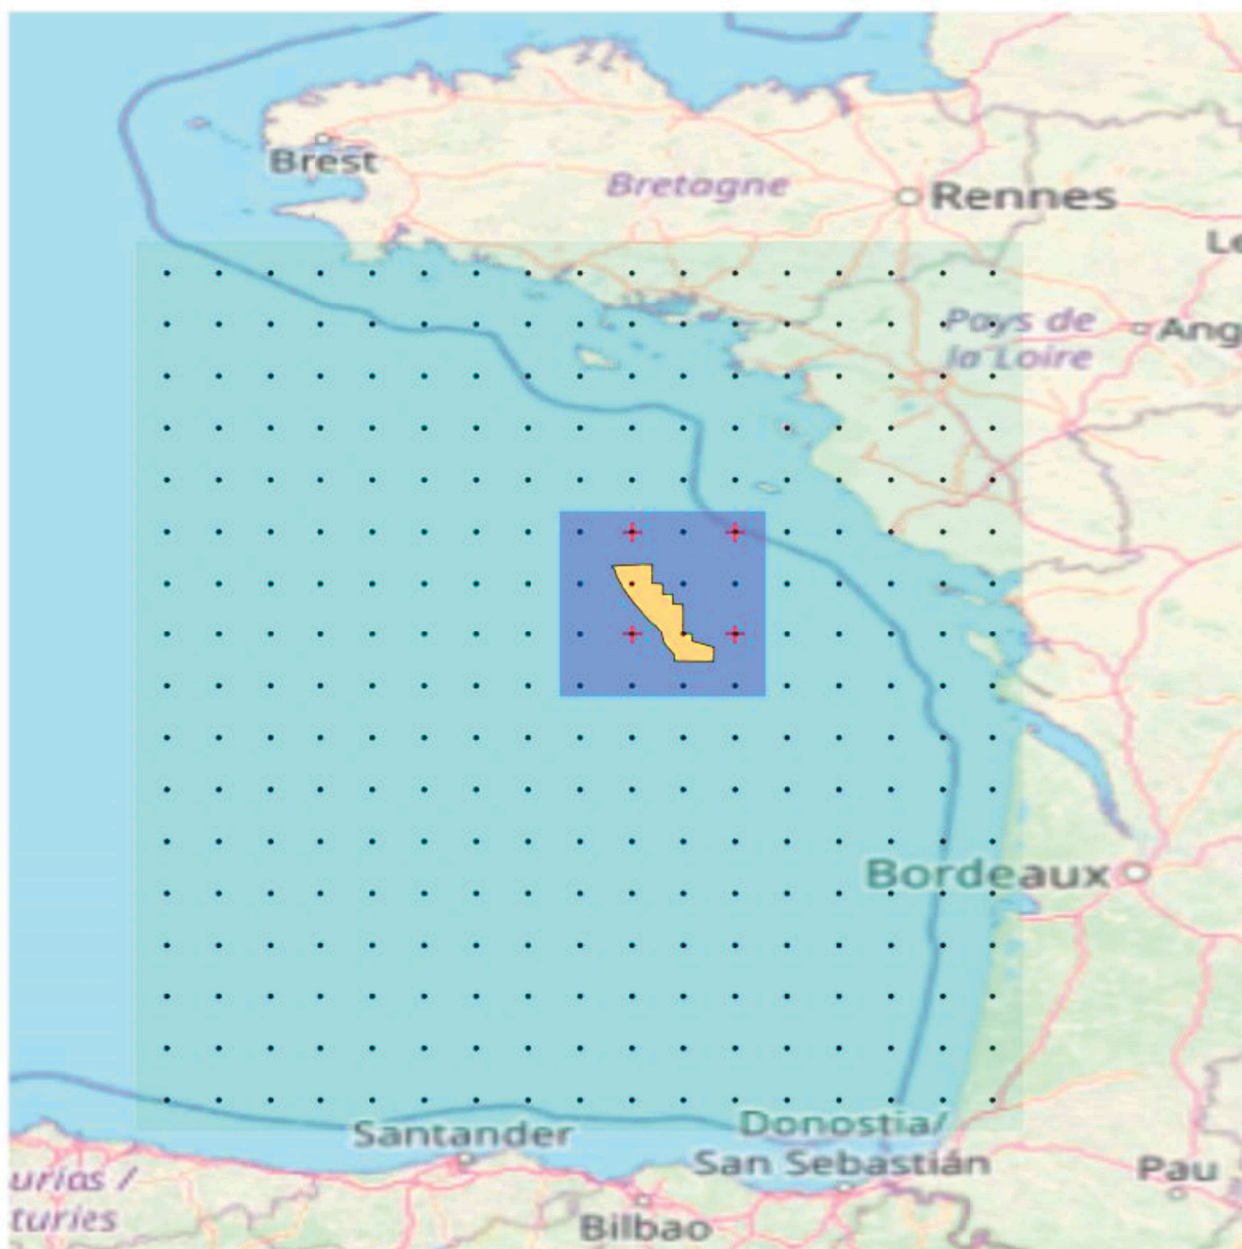 Brest
Bretagne
Rennes
Le
Pays de
la Loire
Ang
Bordeaux
Santander
Donostia/
San Sebastián
Pau
urias /
turies
Bilbao